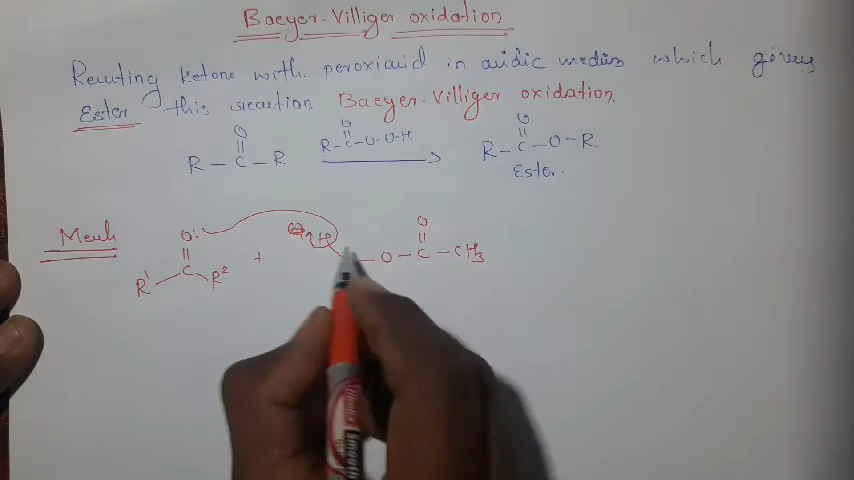 Baeyer-Villiger oxidation
Reacting ketone with peroxiacid in acidic medium which gives
Ester this reaction Baeyer-Villiger oxidation.
O O O
R - C - R R - C - O - O - H R - C - O - R
Ester.
Mech O: O
R¹ C R² + H O - C - CH₃